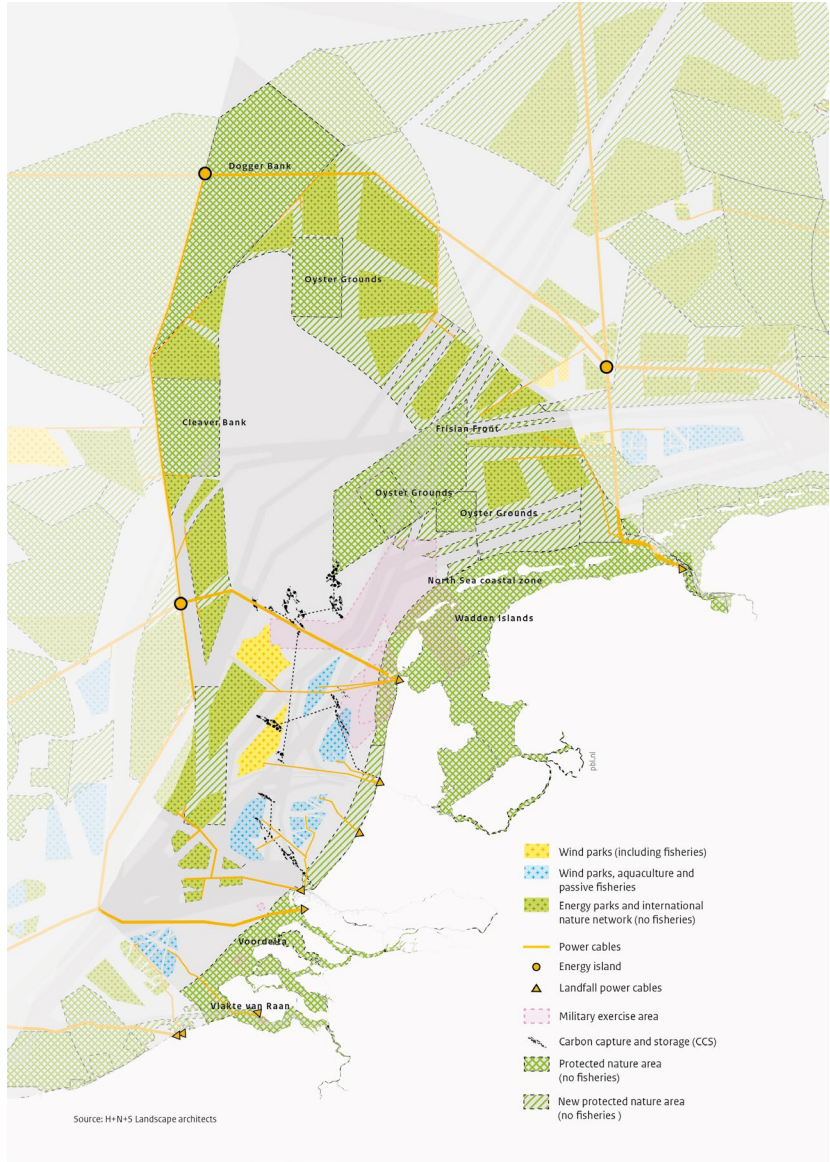 Dogger Bank
Oyster Grounds
Cleaver Bank
Frisian Front
Oyster Grounds
Oyster Grounds
North Sea coastal zone
Wadden Islands
pbl.nl
Wind parks (including fisheries)
Wind parks, aquaculture and
passive fisheries
Energy parks and international
nature network (no fisheries)
Power cables
Energy island
Landfall power cables
Military exercise area
Carbon capture and storage (CCS)
Protected nature area
(no fisheries)
New protected nature area
(no fisheries )
Voordelta
Vlakte van Raan
Source: H+N+S Landscape architects